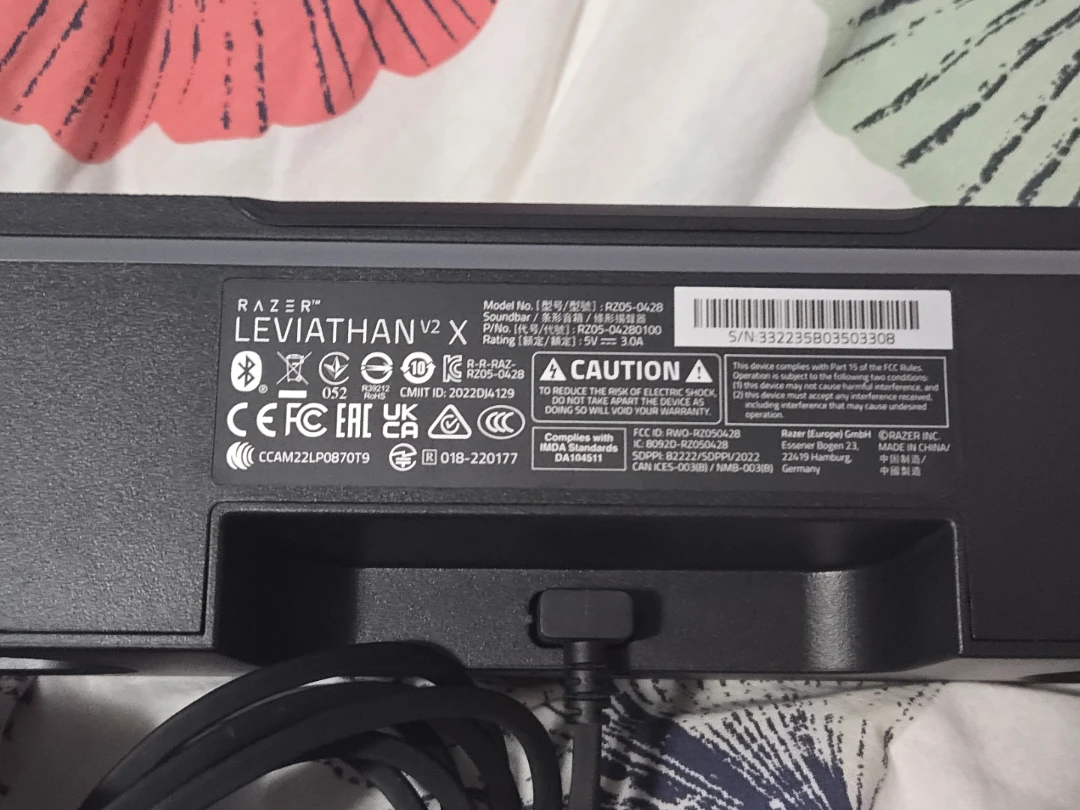 RAZER™
LEVIATHAN V2 X
Model No. [型号/型號] : RZ05-0428
Soundbar / 条形音箱 / 條形揚聲器
P/No. [代号/代號] : RZ05-04280100
Rating [额定/額定] : 5V⎓ 3.0A
S/N:332235B03503308
052
R39212
RoHS
10
R-R-RAZ-
RZ05-0428
CMIIT ID: 2022DJ4129
CE FC EAC UK
CA
CCC
CCAM22LP0870T9
R 018-220177
CAUTION
TO REDUCE THE RISK OF ELECTRIC SHOCK,
DO NOT TAKE APART THE DEVICE AS
DOING SO WILL VOID YOUR WARRANTY.
This device complies with Part 15 of the FCC Rules.
Operation is subject to the following two conditions:
(1) this device may not cause harmful interference, and
(2) this device must accept any interference received,
including interference that may cause undesired
operation.
Complies with
IMDA Standards
DA104511
FCC ID: RWO-RZ050428
IC: 8092D-RZ050428
SDPPI: 82222/SDPPI/2022
CAN ICES-003(B) / NMB-003(B)
Razer (Europe) GmbH
Essener Bogen 23,
22419 Hamburg,
Germany
©RAZER INC.
MADE IN CHINA/
中国制造/
中國製造